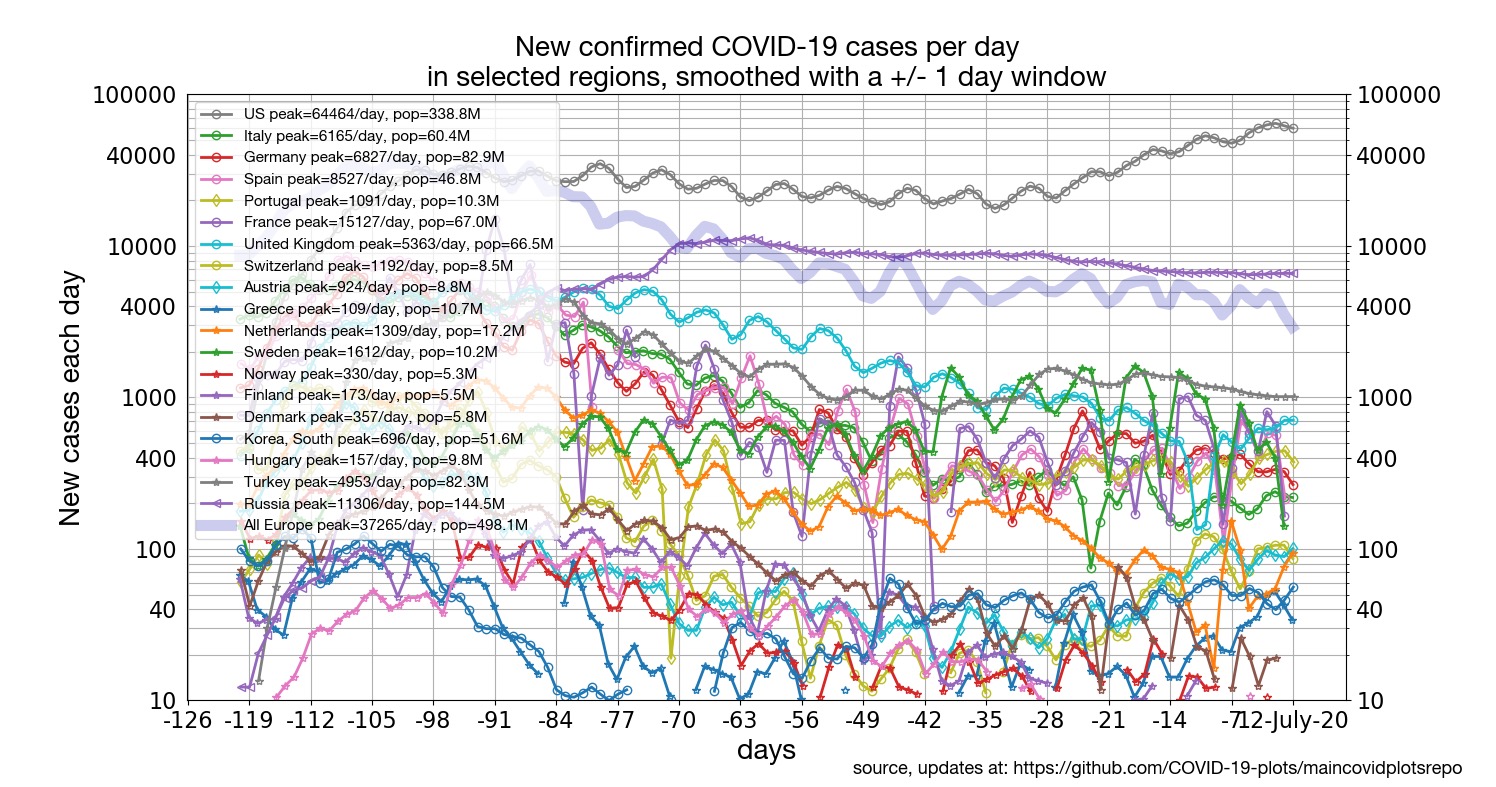 New confirmed COVID-19 cases per day
in selected regions, smoothed with a +/- 1 day window
100000
40000
10000
4000
1000
400
100
40
10
New cases each day
US peak=64464/day, pop=338.8M
Italy peak=6165/day, pop=60.4M
Germany peak=6827/day, pop=82.9M
Spain peak=8527/day, pop=46.8M
Portugal peak=1091/day, pop=10.3M
France peak=15127/day, pop=67.0M
United Kingdom peak=5363/day, pop=66.5M
Switzerland peak=1192/day, pop=8.5M
Austria peak=924/day, pop=8.8M
Greece peak=109/day, pop=10.7M
Netherlands peak=1309/day, pop=17.2M
Sweden peak=1612/day, pop=10.2M
Norway peak=330/day, pop=5.3M
Finland peak=173/day, pop=5.5M
Denmark peak=357/day, pop=5.8M
Korea, South peak=696/day, pop=51.6M
Hungary peak=157/day, pop=9.8M
Turkey peak=4953/day, pop=82.3M
Russia peak=11306/day, pop=144.5M
All Europe peak=37265/day, pop=498.1M
100000
40000
10000
4000
1000
400
100
40
10
-126 -119 -112 -105 -98 -91 -84 -77 -70 -63 -56 -49 -42 -35 -28 -21 -14 -7 12-July-20
days
source, updates at: https://github.com/COVID-19-plots/maincovidplotsrepo